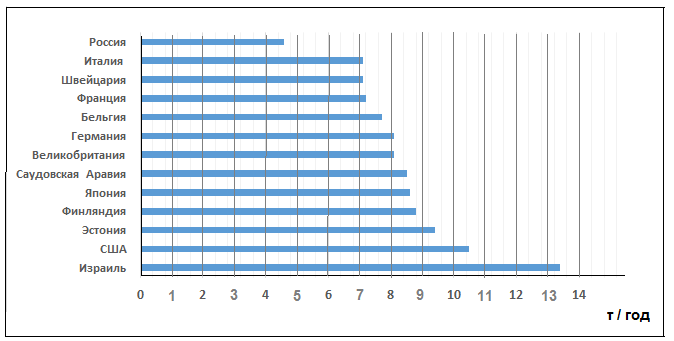 Россия
Италия
Швейцария
Франция
Бельгия
Германия
Великобритания
Саудовская Аравия
Япония
Финляндия
Эстония
США
Израиль
0 1 2 3 4 5 6 7 8 9 10 11 12 13 14
т / год